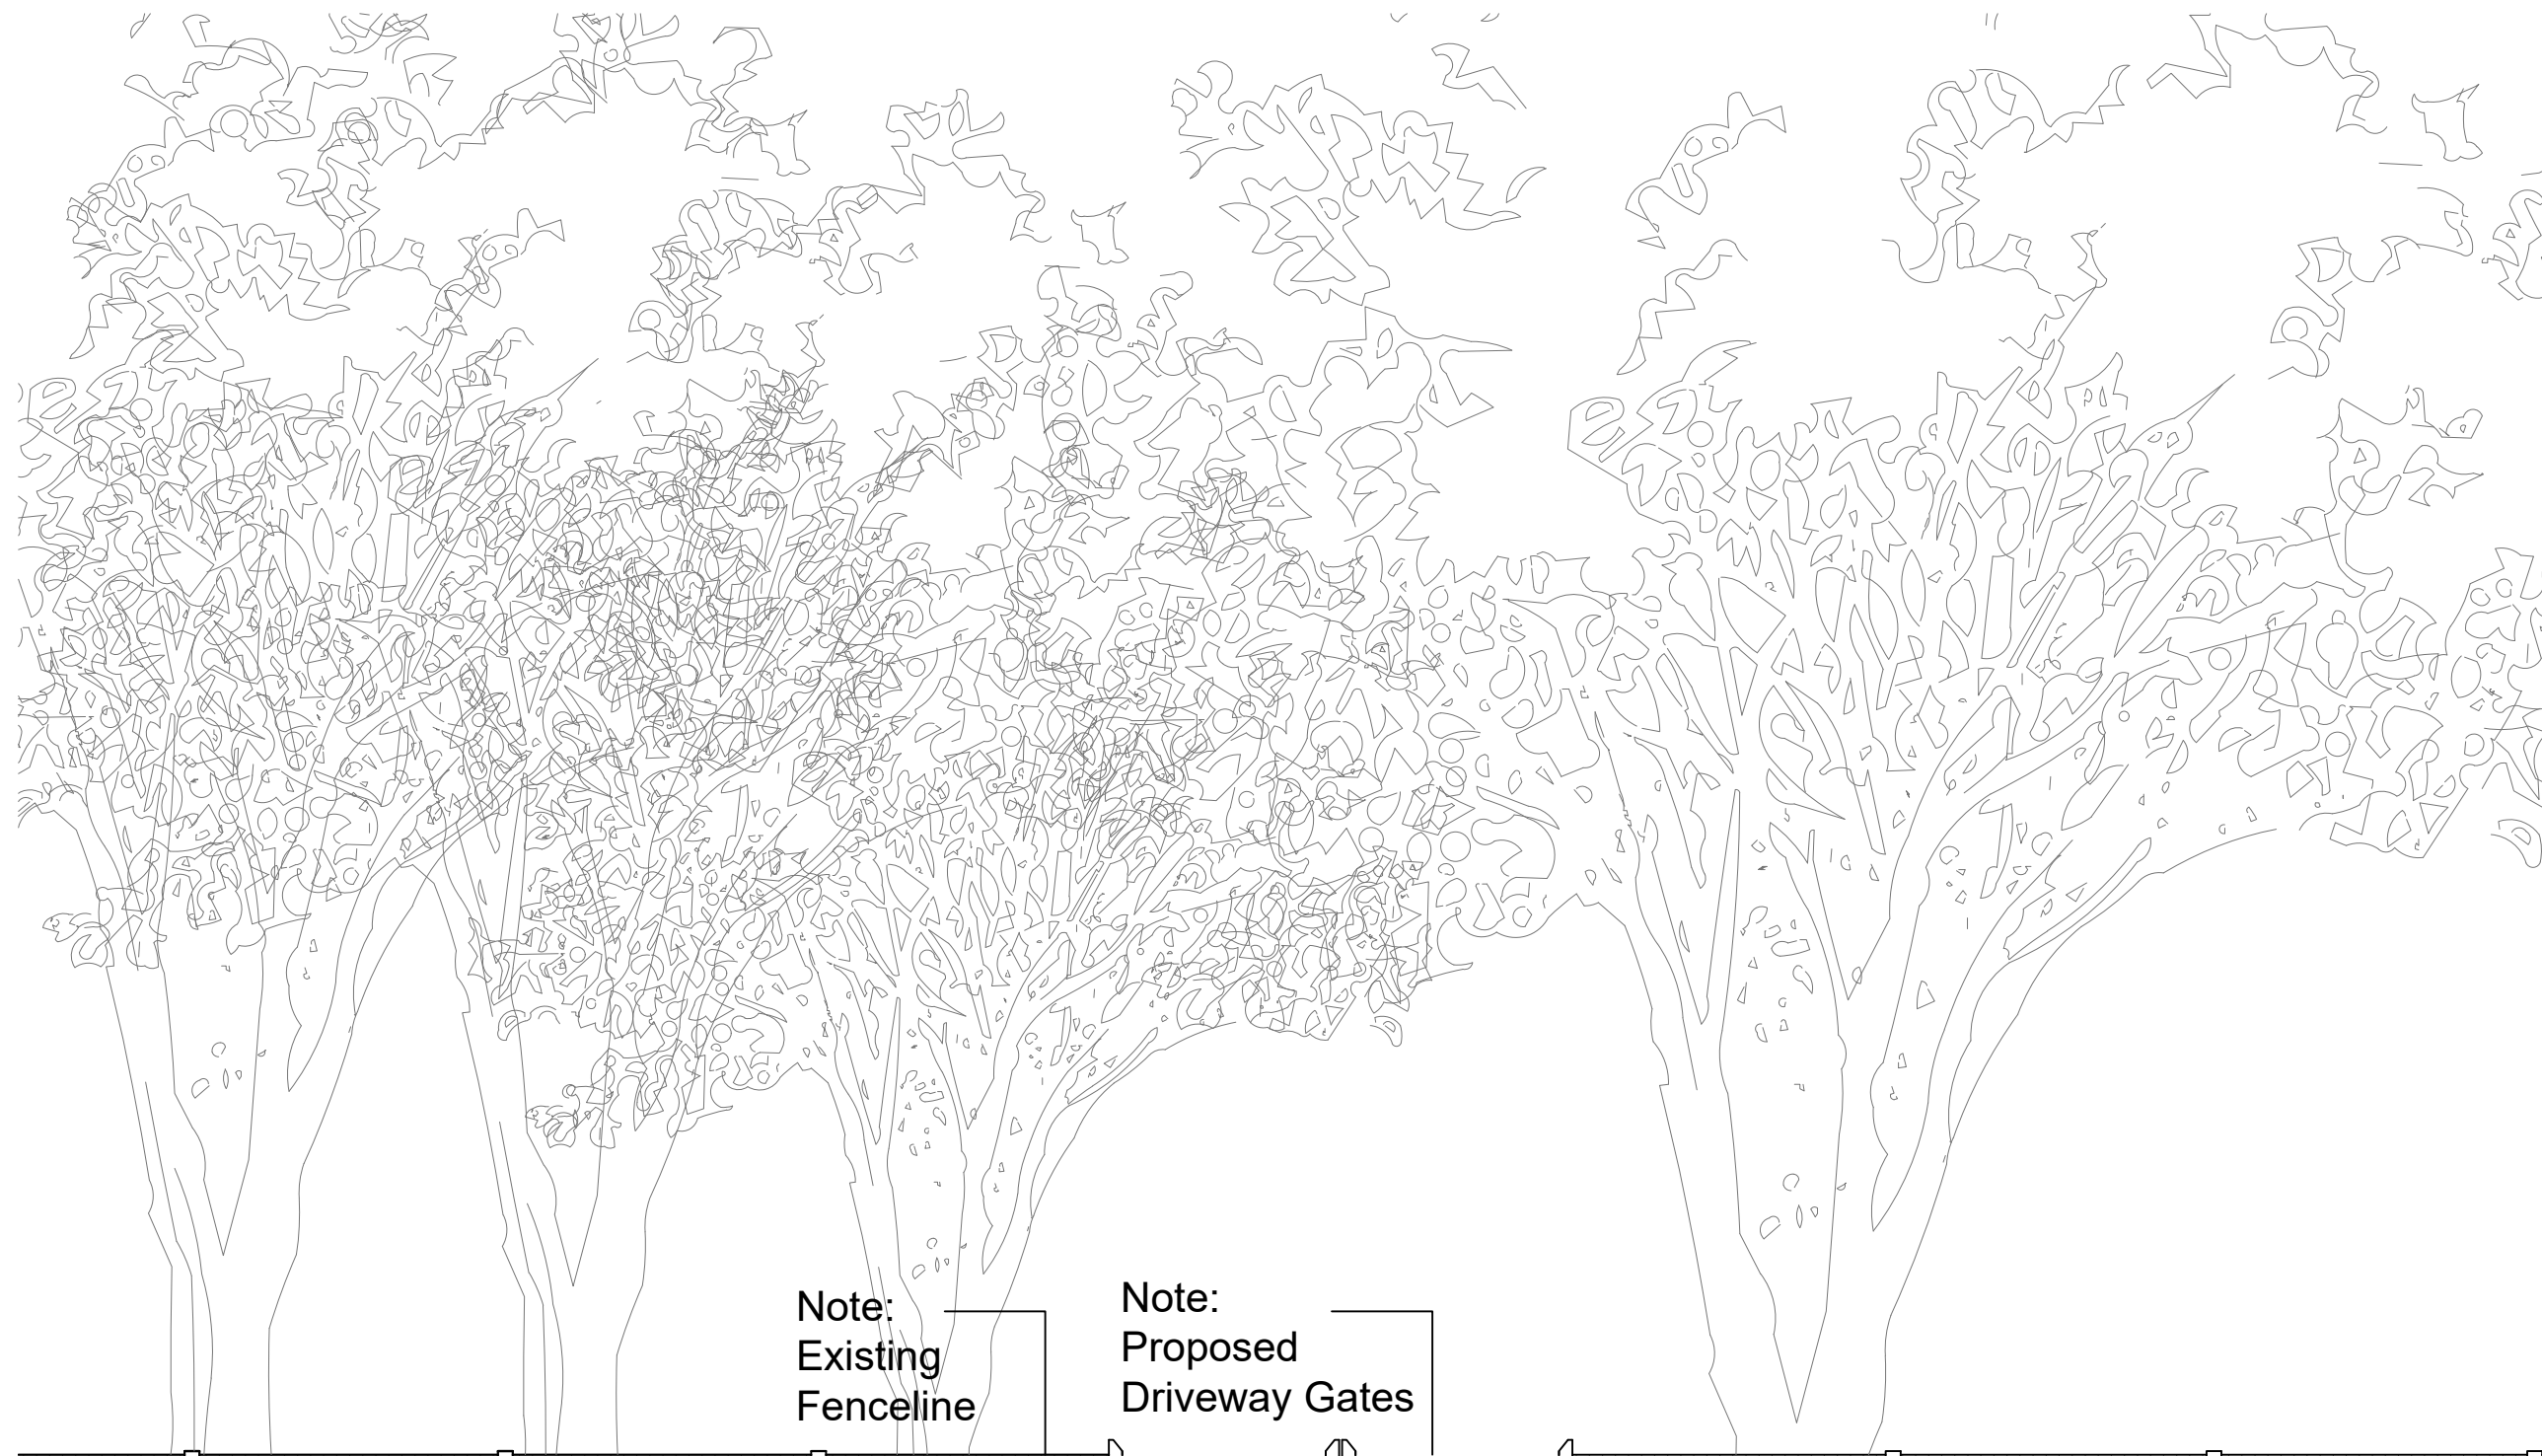 Note:
Existing
Fenceline
Note:
Proposed
Driveway Gates